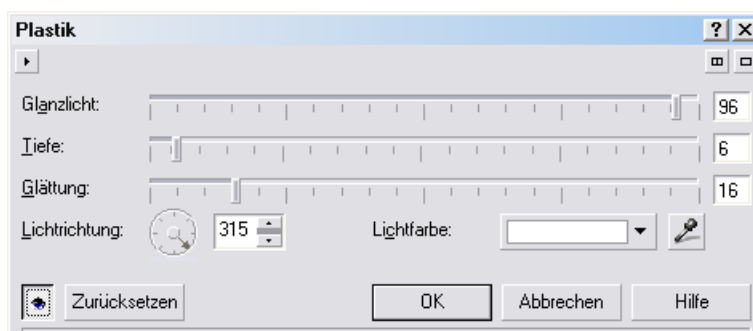 Plastik
Glanzlicht: 96
Tiefe: 6
Glättung: 16
Lichtrichtung: 315 Lichtfarbe:
Zurücksetzen OK Abbrechen Hilfe